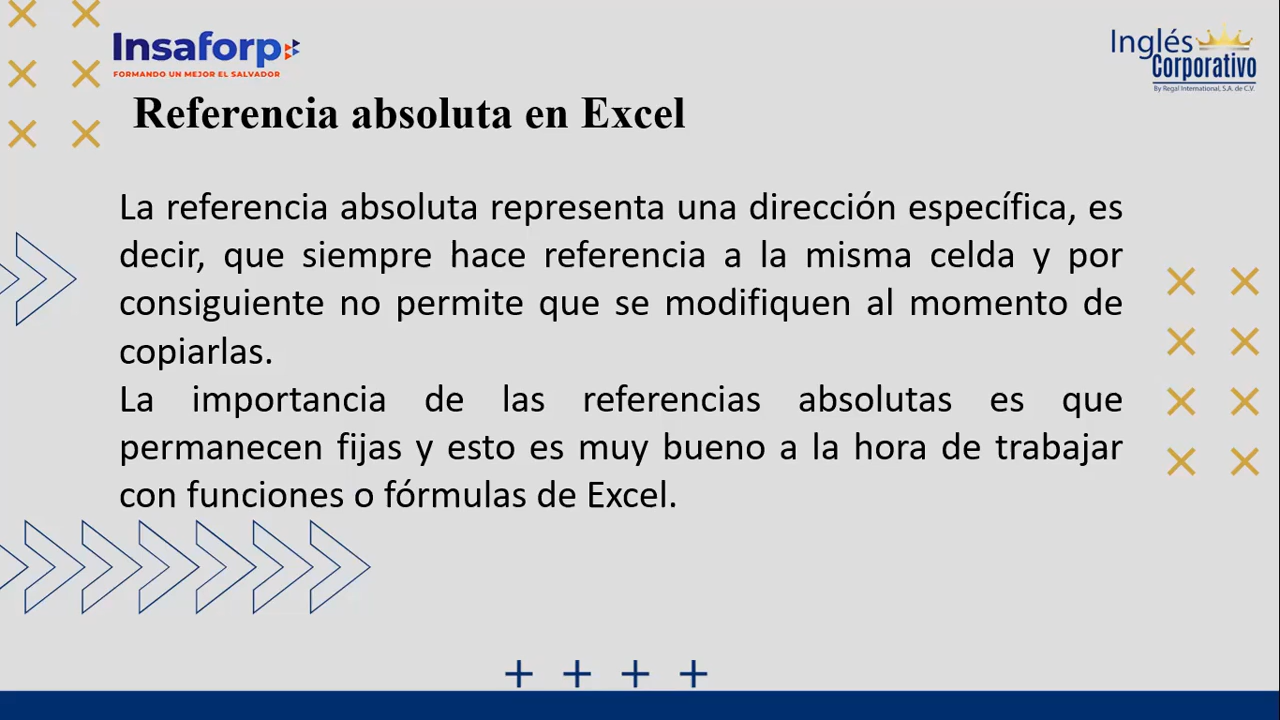 Insaforp
FORMANDO UN MEJOR EL SALVADOR
Inglés
Corporativo
By Regal International, S.A. de C.V.
Referencia absoluta en Excel
La referencia absoluta representa una dirección específica, es
decir, que siempre hace referencia a la misma celda y por
consiguiente no permite que se modifiquen al momento de
copiarlas.
La importancia de las referencias absolutas es que
permanecen fijas y esto es muy bueno a la hora de trabajar
con funciones o fórmulas de Excel.